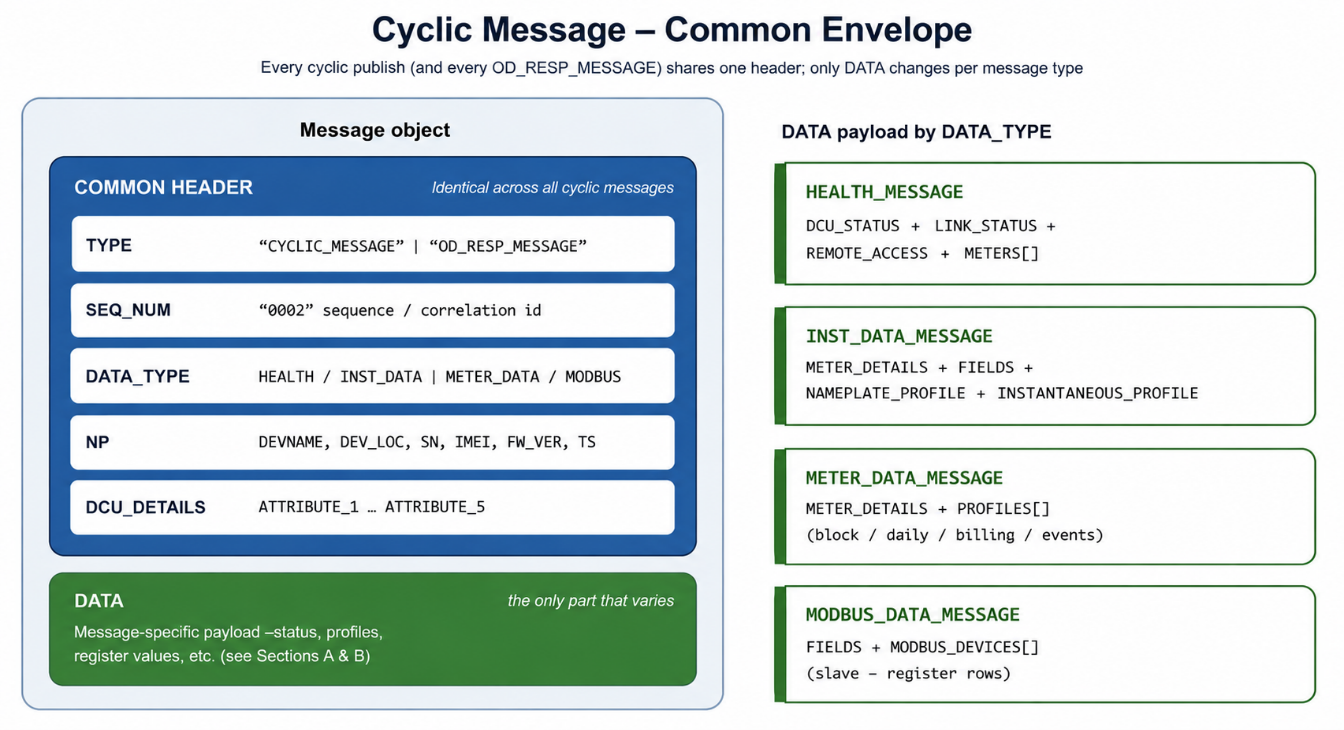 Cyclic Message – Common Envelope
Every cyclic publish (and every OD_RESP_MESSAGE) shares one header; only DATA changes per message type
Message object
COMMON HEADER
Identical across all cyclic messages
TYPE
“CYCLIC_MESSAGE” | “OD_RESP_MESSAGE”
SEQ_NUM
“0002” sequence / correlation id
DATA_TYPE
HEALTH / INST_DATA | METER_DATA / MODBUS
NP
DEVNAME, DEV_LOC, SN, IMEI, FW_VER, TS
DCU_DETAILS
ATTRIBUTE_1 … ATTRIBUTE_5
DATA
the only part that varies
Message-specific payload –status, profiles,
register values, etc. (see Sections A & B)
DATA payload by DATA_TYPE
HEALTH_MESSAGE
DCU_STATUS + LINK_STATUS +
REMOTE_ACCESS + METERS[]
INST_DATA_MESSAGE
METER_DETAILS + FIELDS +
NAMEPLATE_PROFILE + INSTANTANEOUS_PROFILE
METER_DATA_MESSAGE
METER_DETAILS + PROFILES[]
(block / daily / billing / events)
MODBUS_DATA_MESSAGE
FIELDS + MODBUS_DEVICES[]
(slave – register rows)